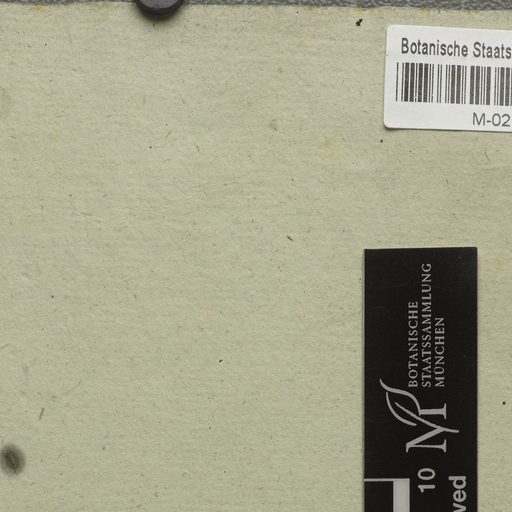 Botanische Staats
M-02
BOTANISCHE
STAATSSAMMLUNG
MÜNCHEN
M
10
ved